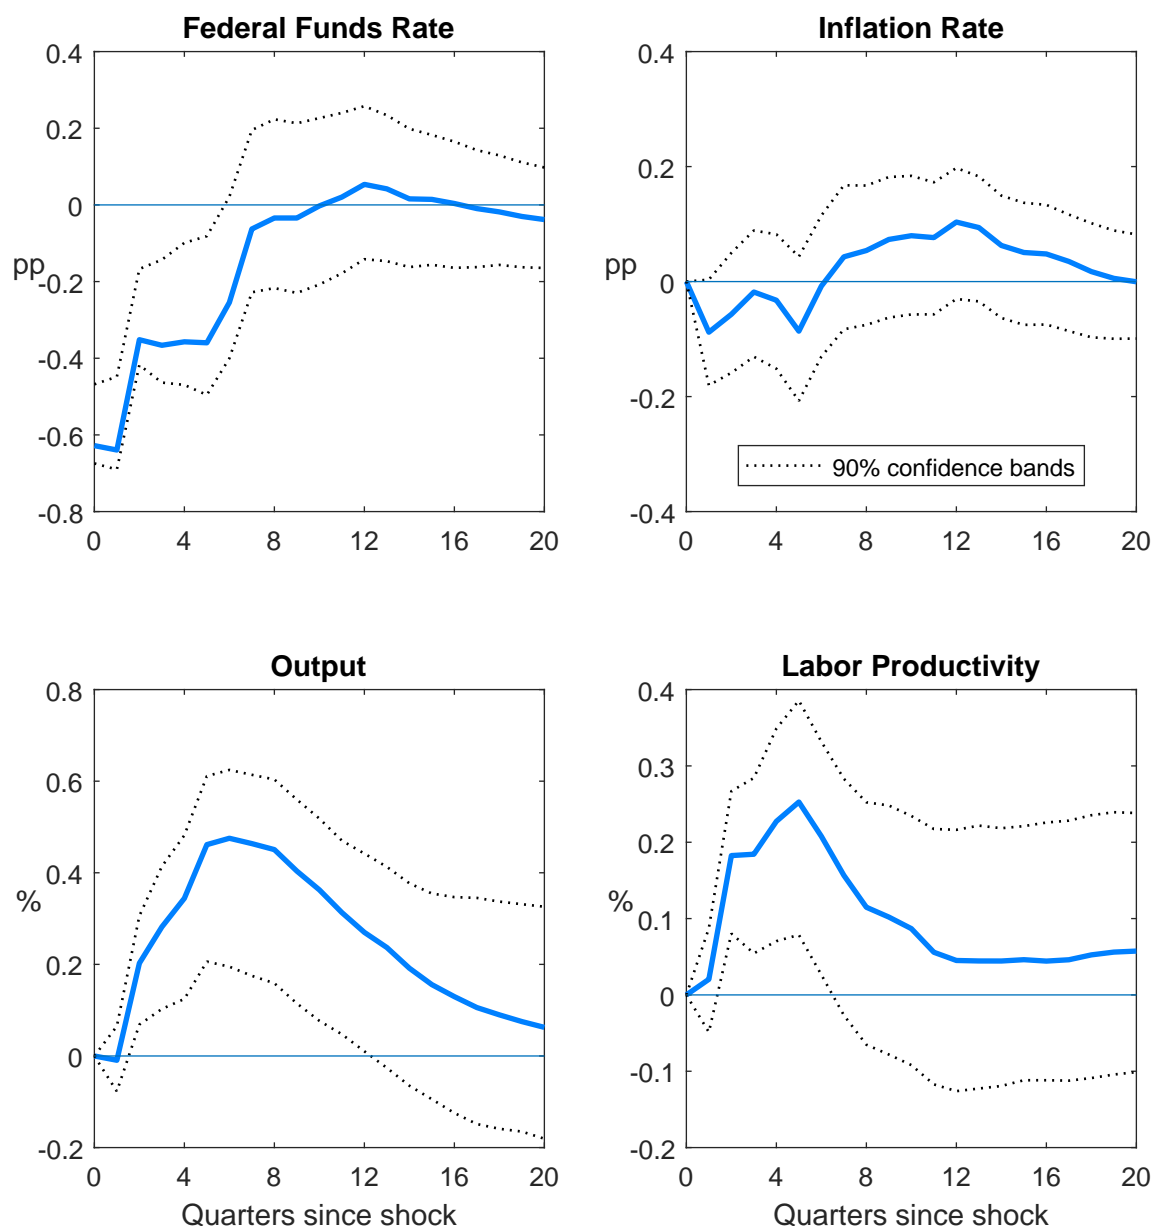 Federal Funds Rate
0.4
0.2
0
-0.2
-0.4
-0.6
-0.8
pp
0 4 8 12 16 20
Inflation Rate
0.4
0.2
0
-0.2
-0.4
pp
90% confidence bands
0 4 8 12 16 20
Output
0.8
0.6
0.4
0.2
0
-0.2
%
0 4 8 12 16 20
Quarters since shock
Labor Productivity
0.4
0.3
0.2
0.1
0
-0.1
-0.2
%
0 4 8 12 16 20
Quarters since shock